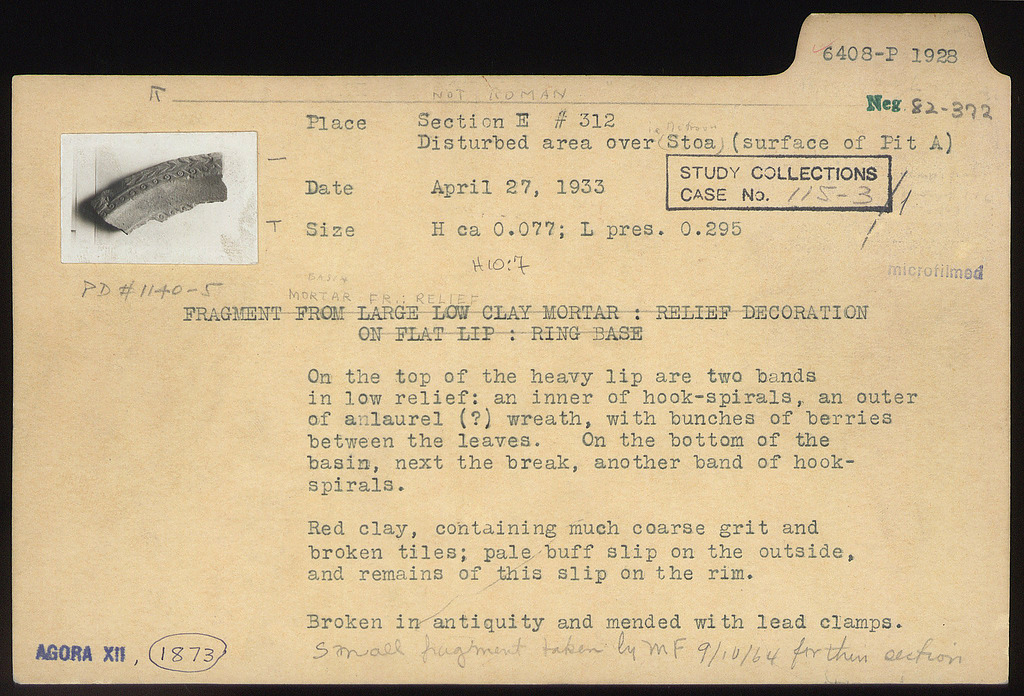 6408-P 1928
NOT ROMAN
Neg 82-372
Place Section E # 312
Disturbed area over (Stoa) (surface of Pit A)
STUDY COLLECTIONS
CASE No. 115-3
Date April 27, 1933
Size H ca 0.077; L pres. 0.295
H 10:7
microfilmed
PD #1140-5
BASIN
MORTAR FR.: RELIEF
FRAGMENT FROM LARGE LOW CLAY MORTAR : RELIEF DECORATION
ON FLAT LIP : RING BASE
On the top of the heavy lip are two bands
in low relief: an inner of hook-spirals, an outer
of anlaurel (?) wreath, with bunches of berries
between the leaves. On the bottom of the
basin, next the break, another band of hook-
spirals.
Red clay, containing much coarse grit and
broken tiles; pale buff slip on the outside,
and remains of this slip on the rim.
Broken in antiquity and mended with lead clamps.
Small fragment taken by MF 9/10/64 for thin section
AGORA XII, 1873